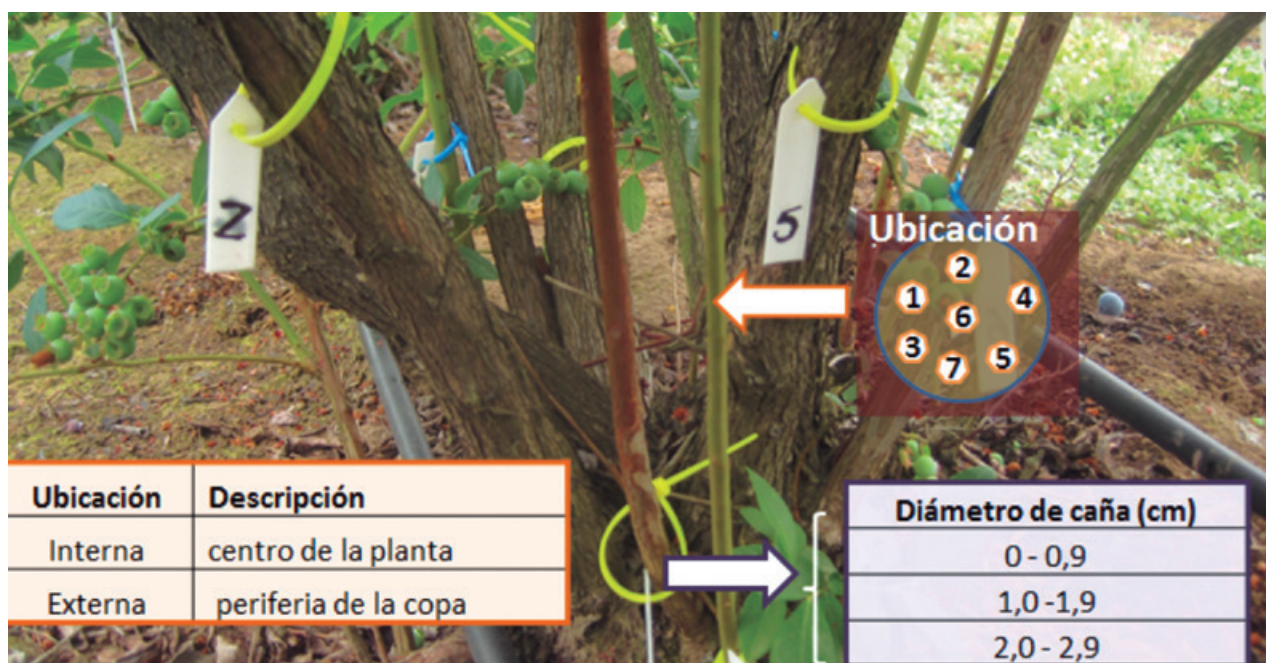 2
5
Ubicación
2
1
4
6
3
5
7
Ubicación Descripción
Interna centro de la planta
Externa periferia de la copa
Diámetro de caña (cm)
0 - 0,9
1,0 -1,9
2,0 - 2,9